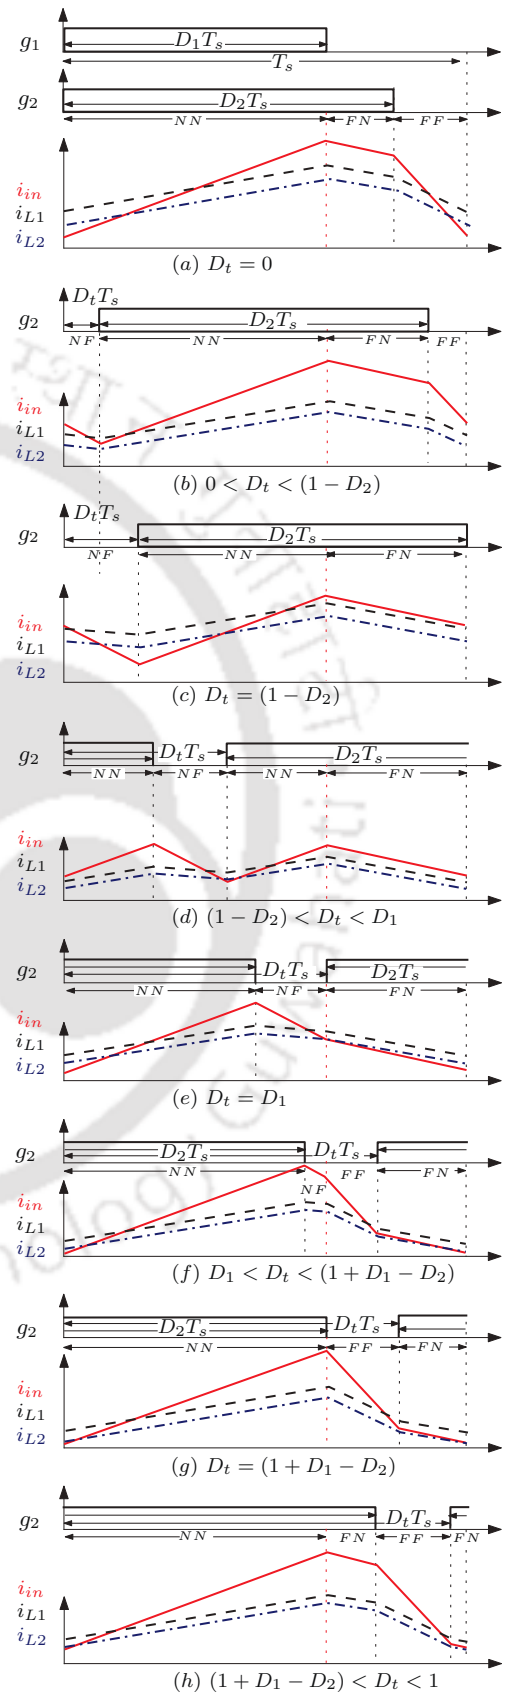 g1
D1Ts
Ts
g2
D2Ts
NN FN FF
iin
iL1
iL2
(a) Dt = 0
DtTs
g2
D2Ts
NF NN FN FF
iin
iL1
iL2
(b) 0 < Dt < (1 − D2)
DtTs
g2
D2Ts
NF NN FN
iin
iL1
iL2
(c) Dt = (1 − D2)
g2
DtTs D2Ts
NN NF NN FN
iin
iL1
iL2
(d) (1 − D2) < Dt < D1
g2
DtTs D2Ts
NN NF FN
iin
iL1
iL2
(e) Dt = D1
g2
D2Ts DtTs
NN FF FN
NF
iin
iL1
iL2
(f) D1 < Dt < (1 + D1 − D2)
g2
D2Ts DtTs
NN FF FN
iin
iL1
iL2
(g) Dt = (1 + D1 − D2)
g2
DtTs
NN FN FF FN
iin
iL1
iL2
(h) (1 + D1 − D2) < Dt < 1